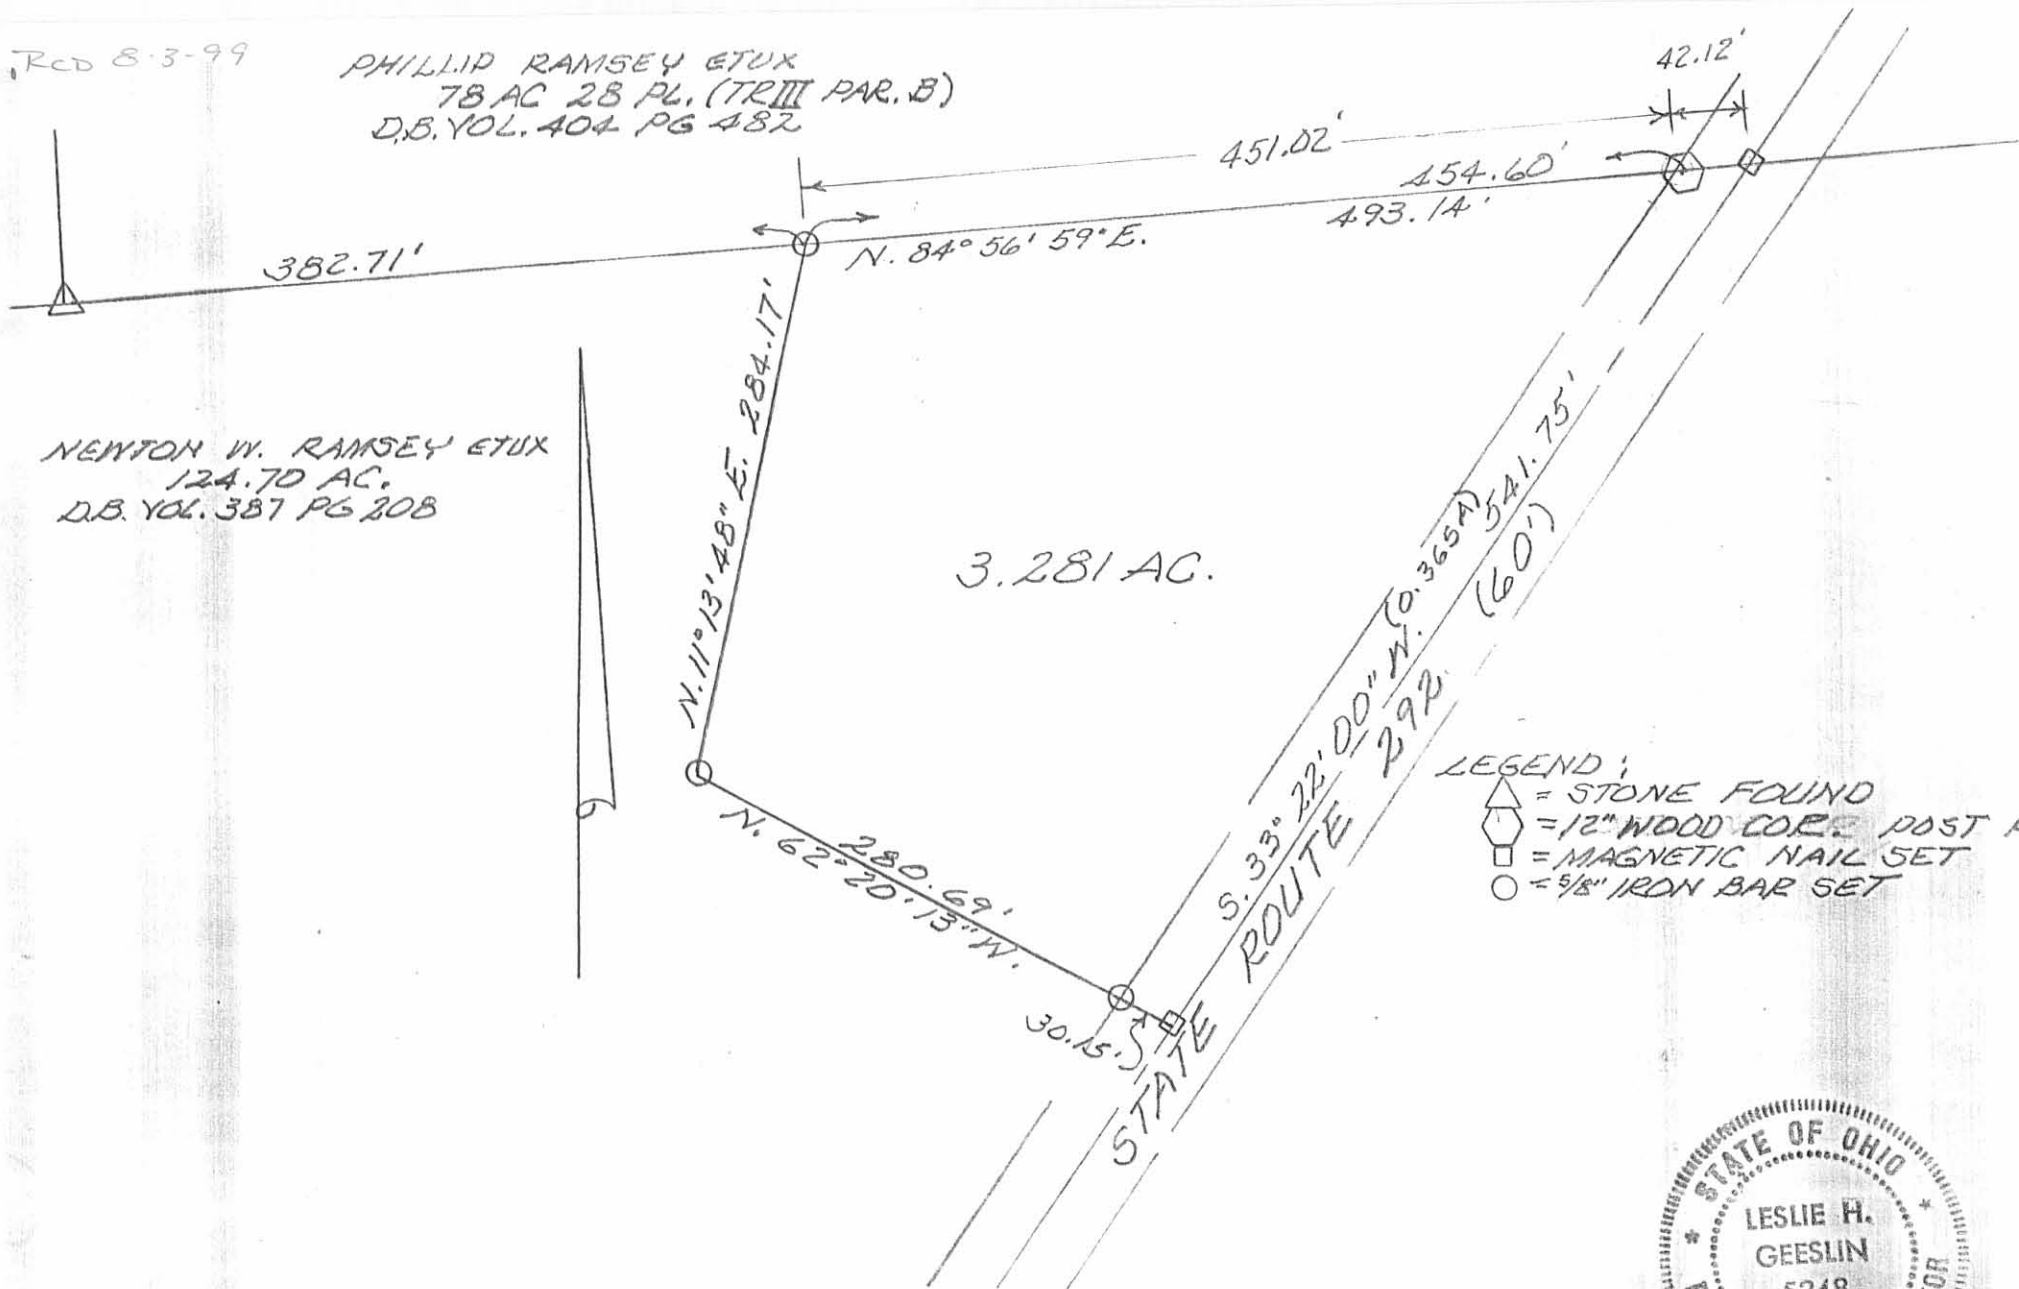 RCD 8-3-99
PHILLIP RAMSEY ETUX
78 AC 28 PL. (TR III PAR. B)
D.B. VOL. 404 PG 482
42.12'
451.02'
454.60'
493.14'
N. 84° 56' 59" E.
382.71'
N. 11° 13' 48" E. 284.17'
NEWTON W. RAMSEY ETUX
124.70 AC.
D.B. VOL. 387 PG 208
3.281 AC.
(0.365A)
S. 33° 22' 00" W. 541.75'
(60')
STATE ROUTE 292
280.69'
N. 62° 20' 13" W.
30.15'
LEGEND:
△ = STONE FOUND
⬡ = 12" WOOD COR. POST
□ = MAGNETIC NAIL SET
○ = 5/8" IRON BAR SET
STATE OF OHIO
LESLIE H.
GEESLIN